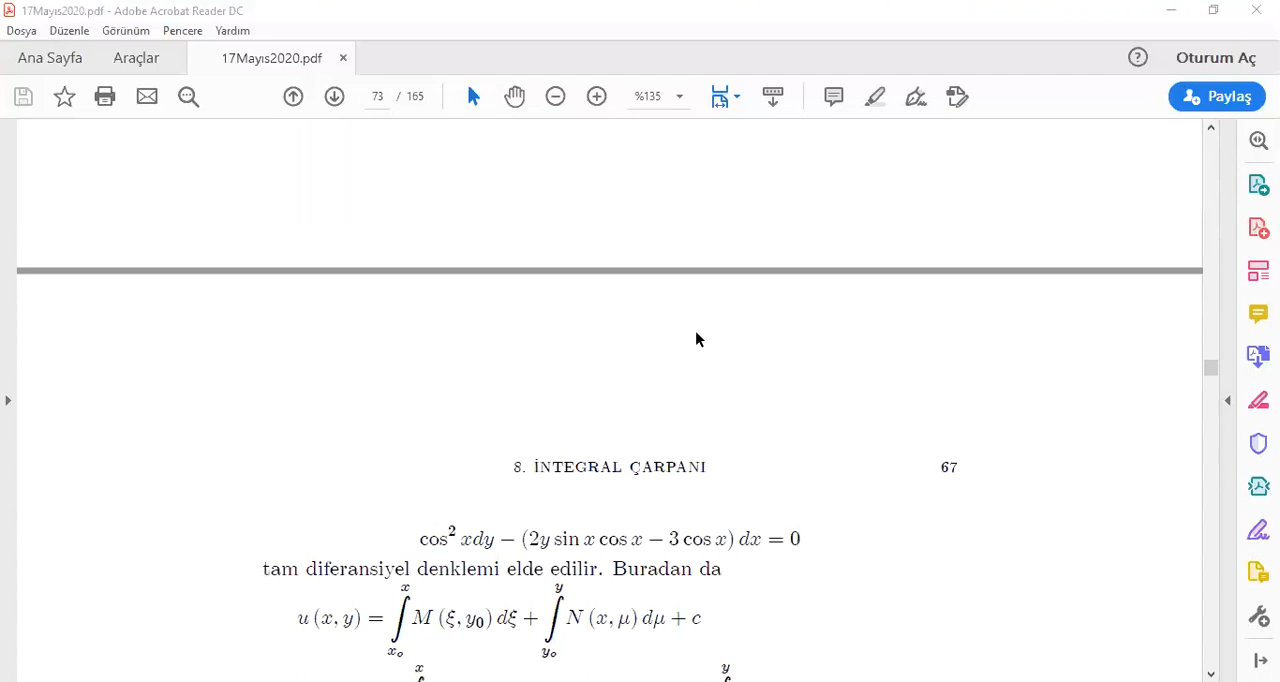 17Mayıs2020.pdf - Adobe Acrobat Reader DC
Dosya Düzenle Görünüm Pencere Yardım
Ana Sayfa Araçlar 17Mayıs2020.pdf × Oturum Aç
73 / 165 %135 Paylaş
8. İNTEGRAL ÇARPANI 67
cos² xdy − (2y sin x cos x − 3 cos x) dx = 0
tam diferansiyel denklemi elde edilir. Buradan da
u (x, y) = ∫_{x₀}^{x} M (ξ, y₀) dξ + ∫_{y₀}^{y} N (x, μ) dμ + c
x y